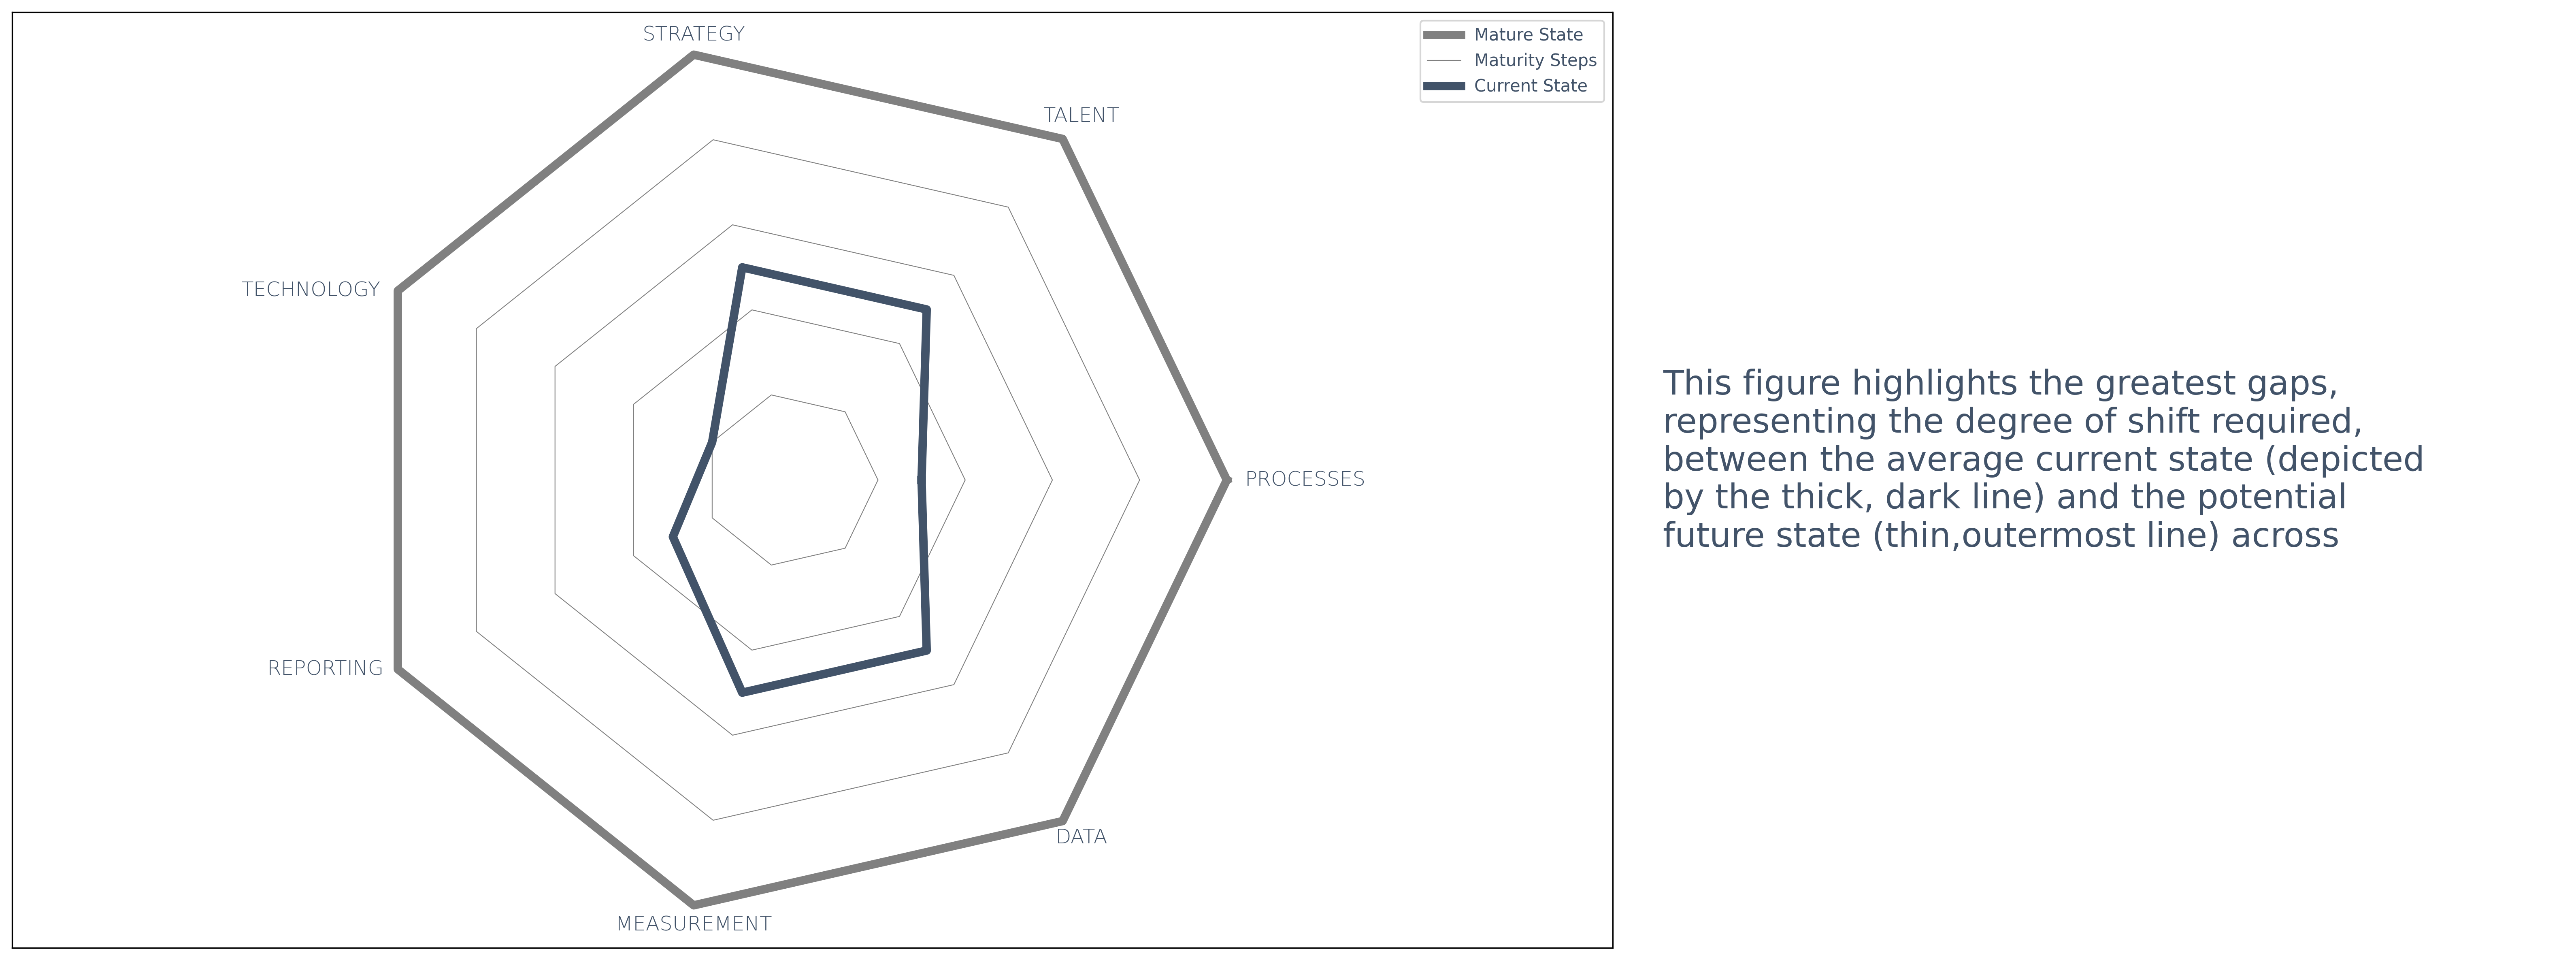 STRATEGY
Mature State
Maturity Steps
Current State
TALENT
TECHNOLOGY
PROCESSES
REPORTING
DATA
MEASUREMENT
This figure highlights the greatest gaps,
representing the degree of shift required,
between the average current state (depicted
by the thick, dark line) and the potential
future state (thin,outermost line) across